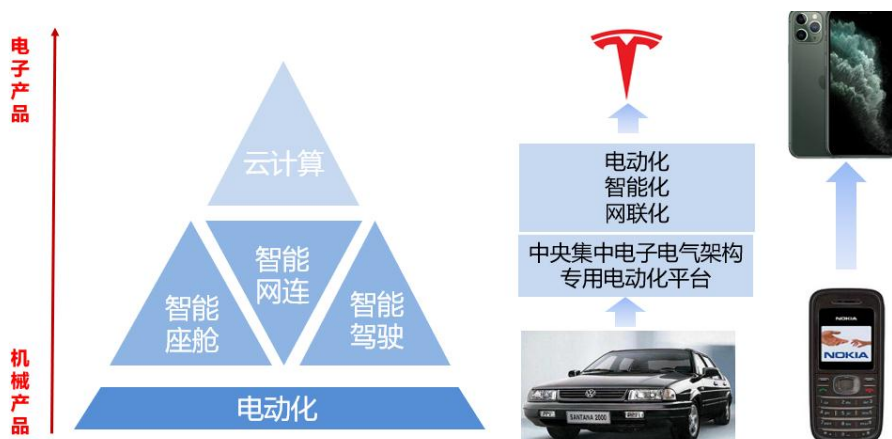 电子产品
机械产品
云计算
智能
网连
智能
座舱
智能
驾驶
电动化
电动化
智能化
网联化
中央集中电子电气架构
专用电动化平台
SANTANA 2000
NOKIA
NOKIA